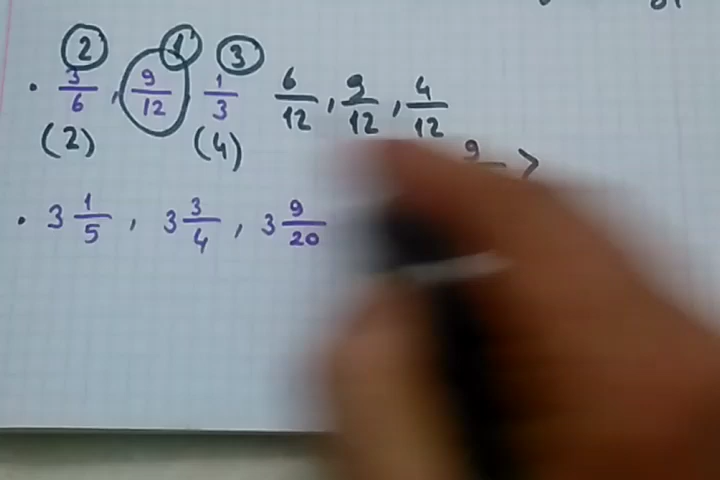 2 1 3
. 3/6 , 9/12 1/3 6/12 , 9/12 , 4/12
(2) (4) 9 >
. 3 1/5 , 3 3/4 , 3 9/20